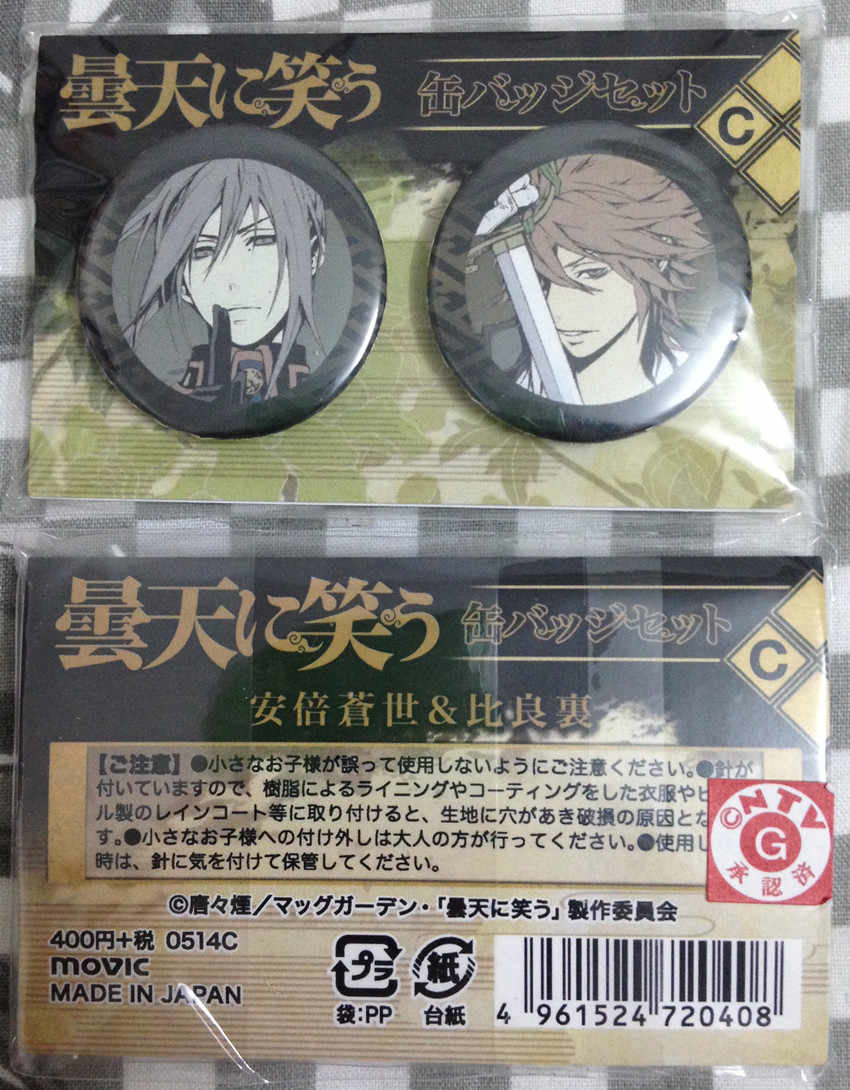 曇天に笑う 缶バッジセット C
曇天に笑う 缶バッジセット C
安倍蒼世&比良裏
【ご注意】●小さなお子様が誤って使用しないようにご注意ください。●針が
付いていますので、樹脂によるライニングやコーティングをした衣服やビ
ル製のレインコート等に取り付けると、生地に穴があき破損の原因とな
す。●小さなお子様への付け外しは大人の方が行ってください。●使用し
時は、針に気を付けて保管してください。
©NTV
G
承認済
©唐々煙/マッグガーデン・「曇天に笑う」製作委員会
400円+税 0514C
movic
MADE IN JAPAN
プラ
袋:PP
紙
台紙
4 961524 720408